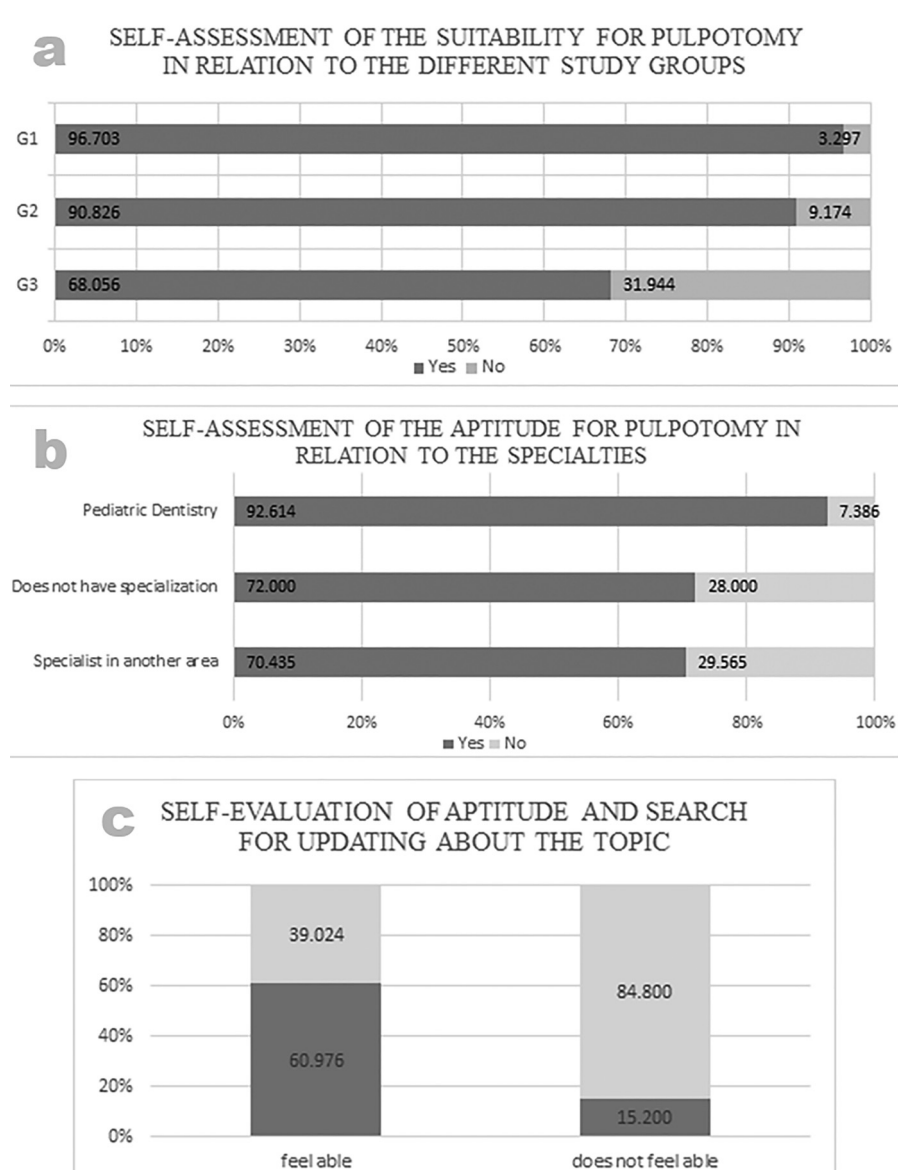 a
SELF-ASSESSMENT OF THE SUITABILITY FOR PULPOTOMY
IN RELATION TO THE DIFFERENT STUDY GROUPS
G1 96.703 3.297
G2 90.826 9.174
G3 68.056 31.944
0% 10% 20% 30% 40% 50% 60% 70% 80% 90% 100%
Yes No
b
SELF-ASSESSMENT OF THE APTITUDE FOR PULPOTOMY IN
RELATION TO THE SPECIALTIES
Pediatric Dentistry 92.614 7.386
Does not have specialization 72.000 28.000
Specialist in another area 70.435 29.565
0% 20% 40% 60% 80% 100%
Yes No
c
SELF-EVALUATION OF APTITUDE AND SEARCH
FOR UPDATING ABOUT THE TOPIC
100%
80% 39.024
60% 84.800
40%
60.976
20%
15.200
0%
feel able does not feel able